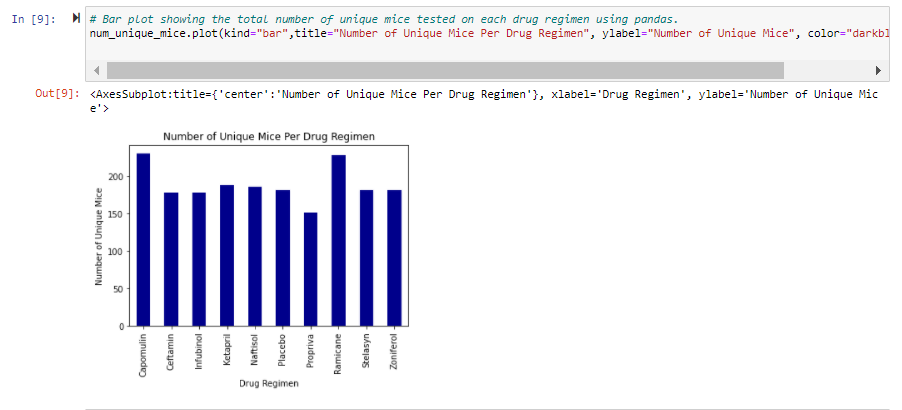 In [9]:
# Bar plot showing the total number of unique mice tested on each drug regimen using pandas.
num_unique_mice.plot(kind="bar",title="Number of Unique Mice Per Drug Regimen", ylabel="Number of Unique Mice", color="darkbl
Out[9]:
<AxesSubplot:title={'center':'Number of Unique Mice Per Drug Regimen'}, xlabel='Drug Regimen', ylabel='Number of Unique Mic
e'>
Number of Unique Mice Per Drug Regimen
Number of Unique Mice
200
150
100
50
0
Capomulin
Ceftamin
Infubinol
Ketapril
Naftisol
Placebo
Propriva
Ramicane
Stelasyn
Zoniferol
Drug Regimen